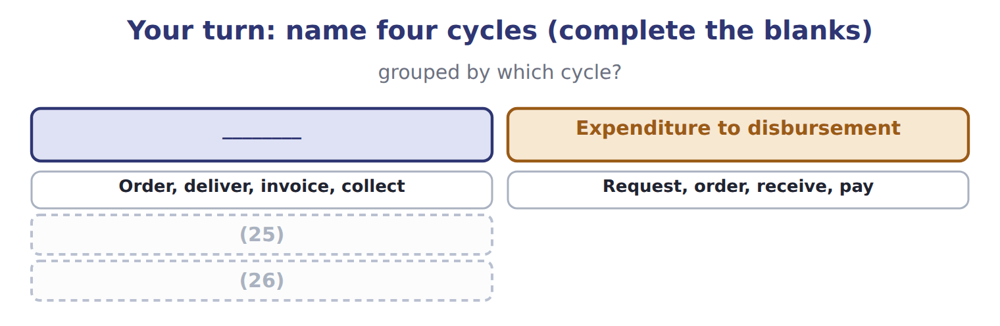 Your turn: name four cycles (complete the blanks)
grouped by which cycle?
________
Expenditure to disbursement
Order, deliver, invoice, collect
Request, order, receive, pay
(25)
(26)